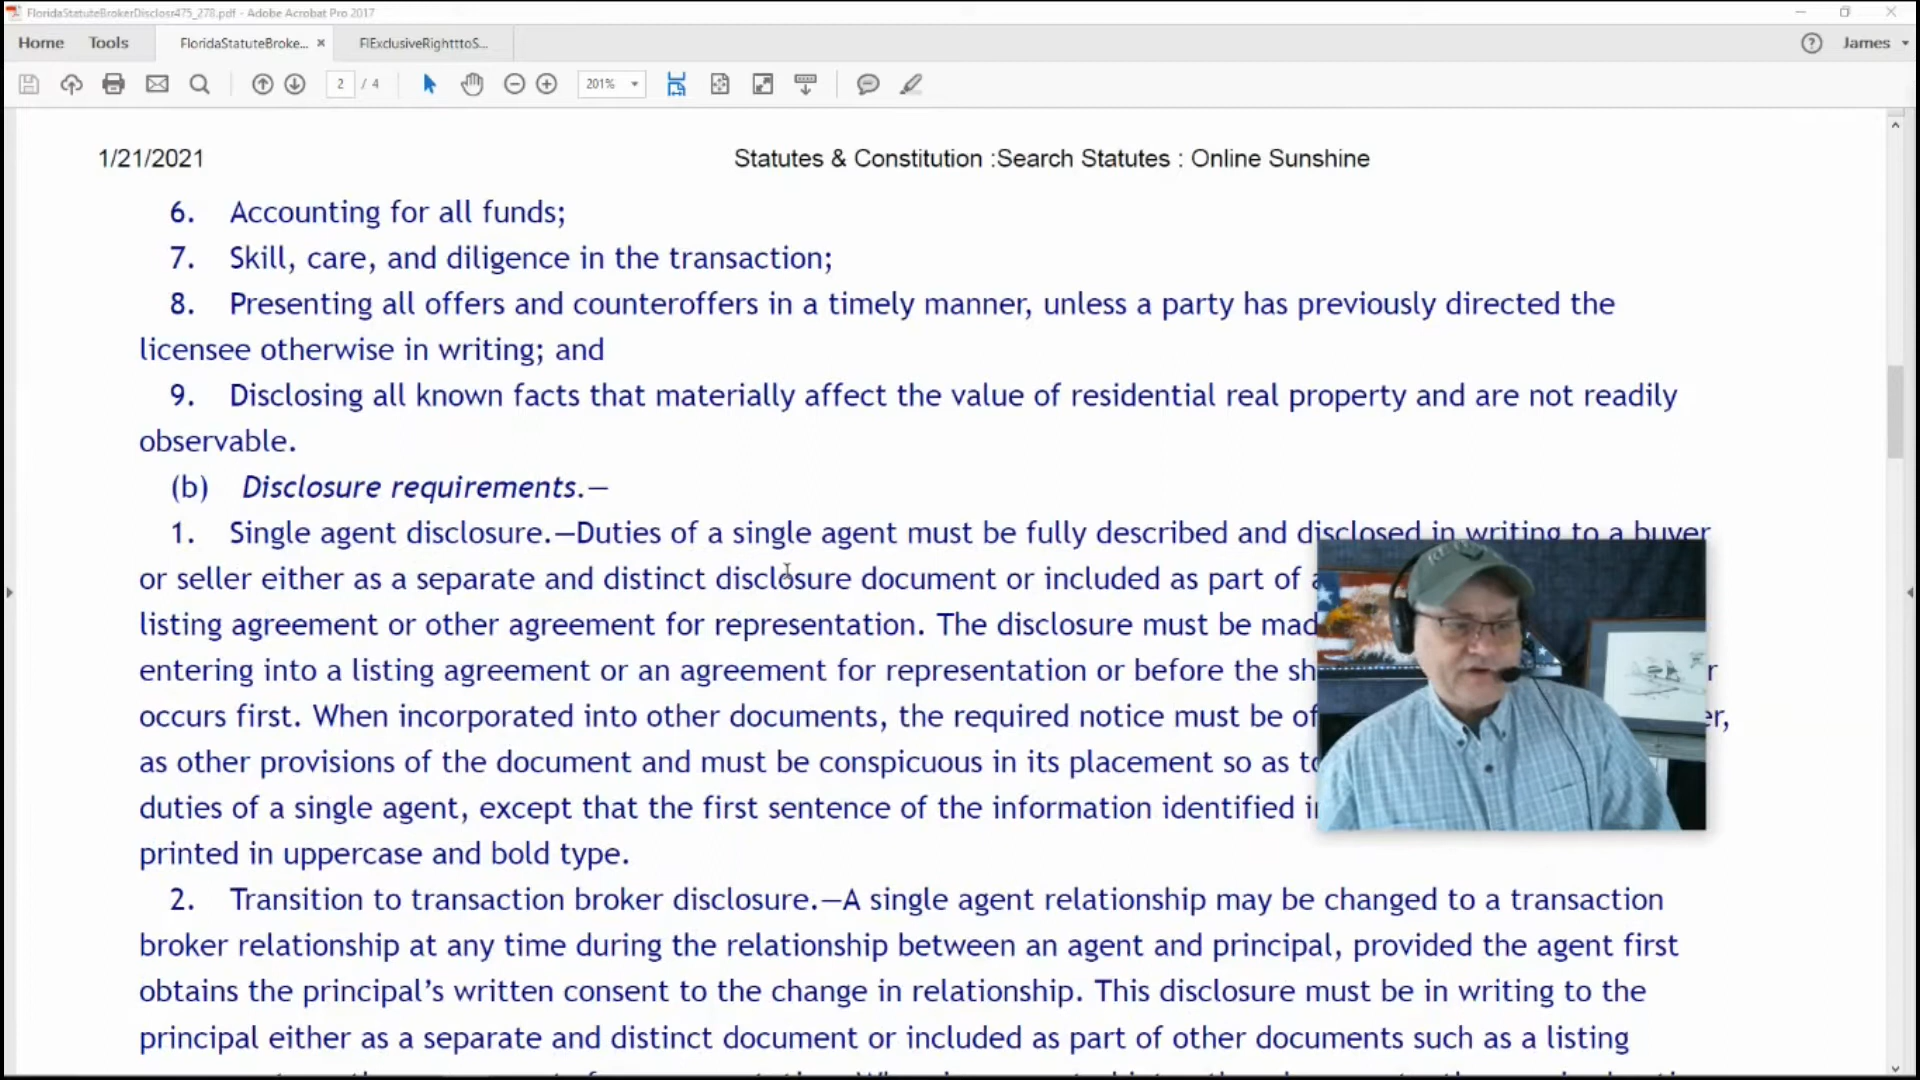 FloridaStatuteBrokerDisclosr475_278.pdf - Adobe Acrobat Pro 2017
Home Tools FloridaStatuteBroke... × FlExclusiveRightttoS... James
2 / 4 201%
1/21/2021 Statutes & Constitution :Search Statutes : Online Sunshine
6. Accounting for all funds;
7. Skill, care, and diligence in the transaction;
8. Presenting all offers and counteroffers in a timely manner, unless a party has previously directed the
licensee otherwise in writing; and
9. Disclosing all known facts that materially affect the value of residential real property and are not readily
observable.
(b) Disclosure requirements.—
1. Single agent disclosure.—Duties of a single agent must be fully described and disclosed in writing to a buyer
or seller either as a separate and distinct disclosure document or included as part of
listing agreement or other agreement for representation. The disclosure must be
entering into a listing agreement or an agreement for representation or before the
occurs first. When incorporated into other documents, the required notice must be of
as other provisions of the document and must be conspicuous in its placement so as to
duties of a single agent, except that the first sentence of the information identified
printed in uppercase and bold type.
2. Transition to transaction broker disclosure.—A single agent relationship may be changed to a transaction
broker relationship at any time during the relationship between an agent and principal, provided the agent first
obtains the principal’s written consent to the change in relationship. This disclosure must be in writing to the
principal either as a separate and distinct document or included as part of other documents such as a listing